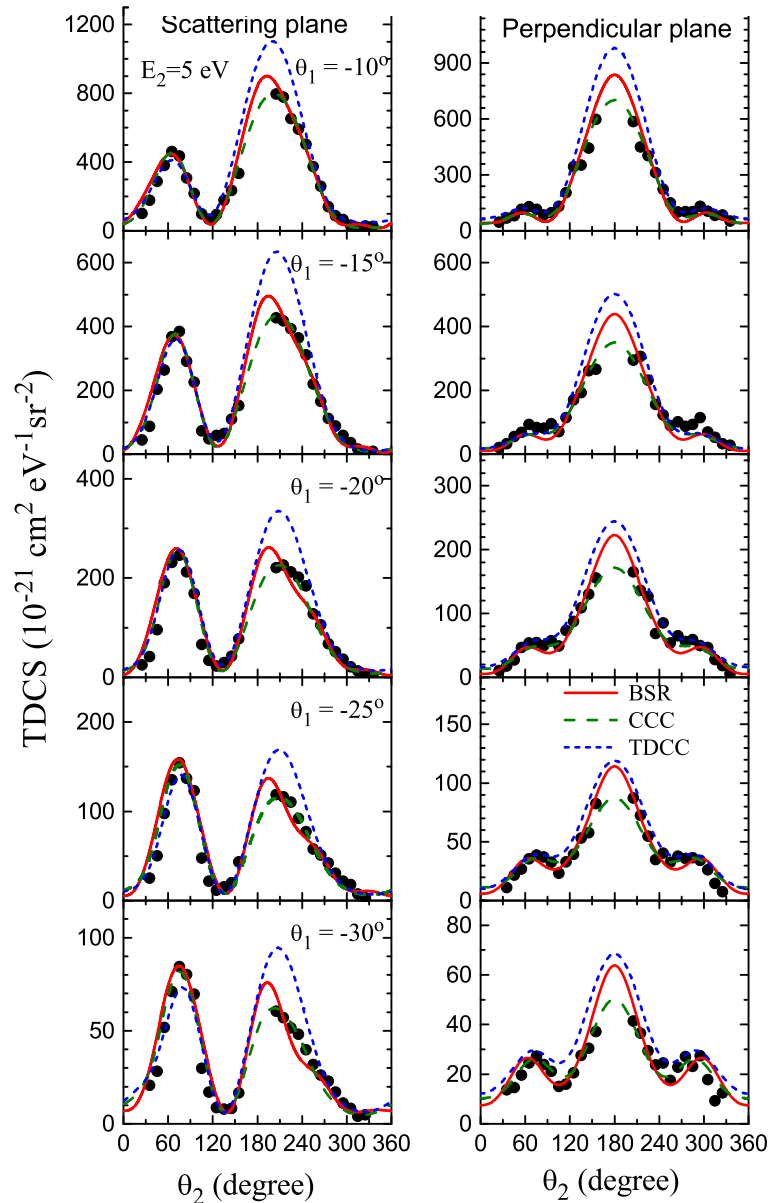 Scattering plane
Perpendicular plane
E2=5 eV
θ1 = -10°
1200
800
400
0
900
600
300
0
θ1 = -15°
600
400
200
0
600
400
200
0
θ1 = -20°
400
200
0
300
200
100
0
θ1 = -25°
200
100
0
BSR
CCC
TDCC
150
100
50
0
θ1 = -30°
100
50
0
80
60
40
20
0
0 60 120 180 240 300 360
0 60 120 180 240 300 360
θ2 (degree)
θ2 (degree)
TDCS (10⁻²¹ cm² eV⁻¹sr⁻²)